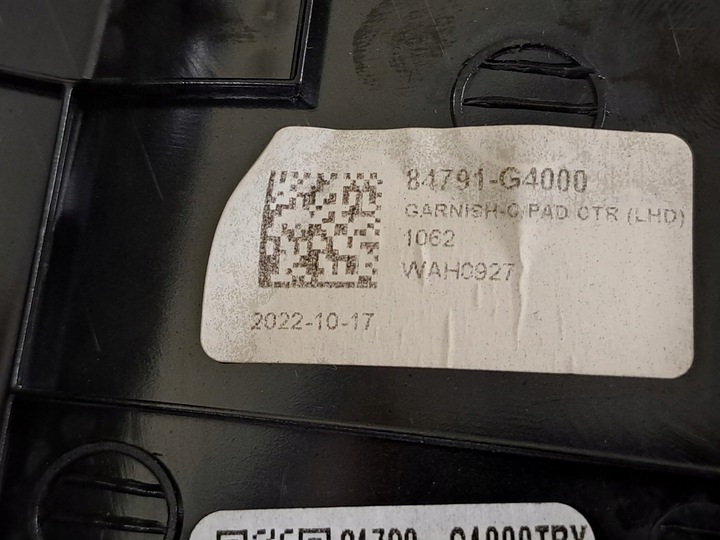 84791-G4000
GARNISH-C/PAD CTR (LHD)
1062
WAH0927
2022-10-17